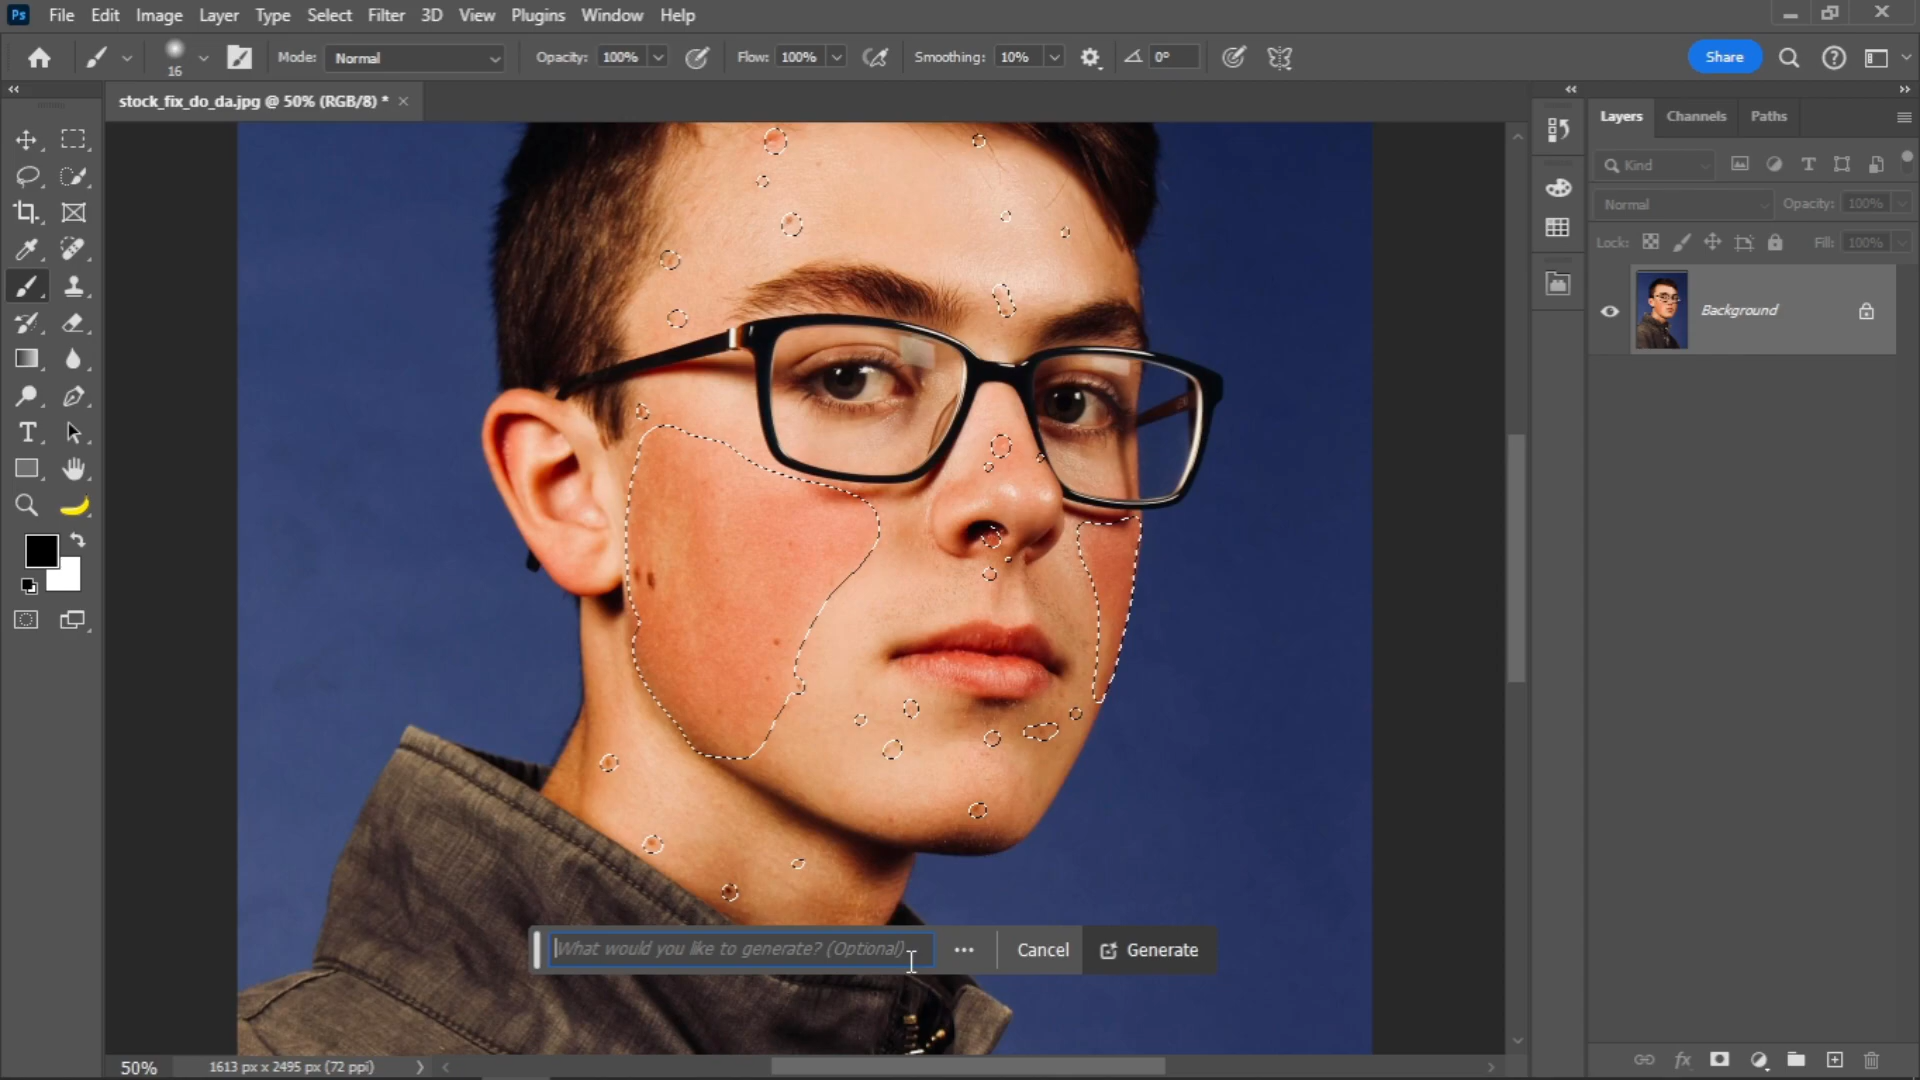 Ps File Edit Image Layer Type Select Filter 3D View Plugins Window Help
16 Mode: Normal Opacity: 100% Flow: 100% Smoothing: 10% 0° Share
stock_fix_do_da.jpg @ 50% (RGB/8) *
Layers Channels Paths
Kind
Normal Opacity: 100%
Lock: Fill: 100%
Background
What would you like to generate? (Optional) Cancel Generate
50% 1613 px x 2495 px (72 ppi)